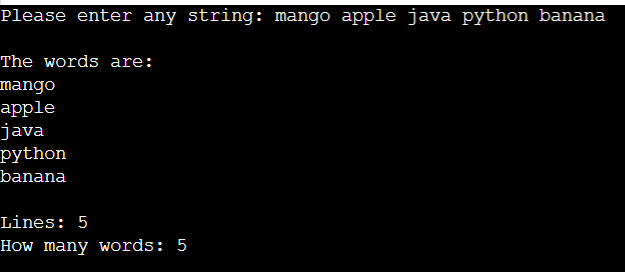 Please enter any string: mango apple java python banana
The words are:
mango
apple
java
python
banana
Lines: 5
How many words: 5